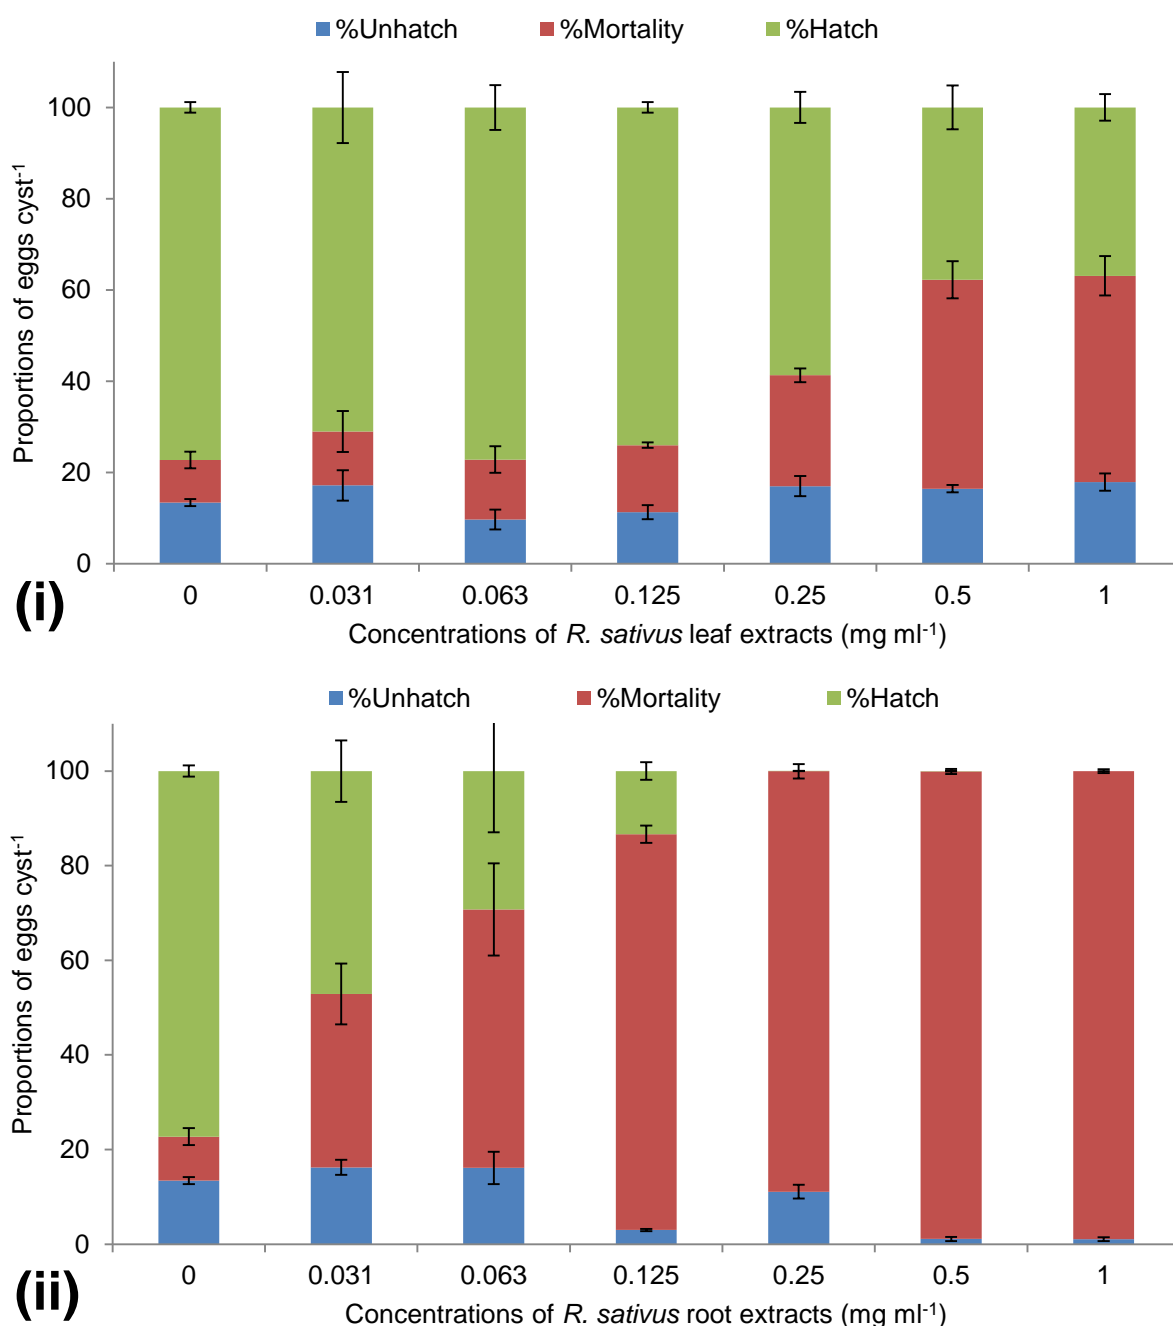 %Unhatch %Mortality %Hatch
100
80
60
40
20
0
Proportions of eggs cyst⁻¹
0 0.031 0.063 0.125 0.25 0.5 1
(i)
Concentrations of R. sativus leaf extracts (mg ml⁻¹)
%Unhatch %Mortality %Hatch
100
80
60
40
20
0
Proportions of eggs cyst⁻¹
0 0.031 0.063 0.125 0.25 0.5 1
(ii)
Concentrations of R. sativus root extracts (mg ml⁻¹)